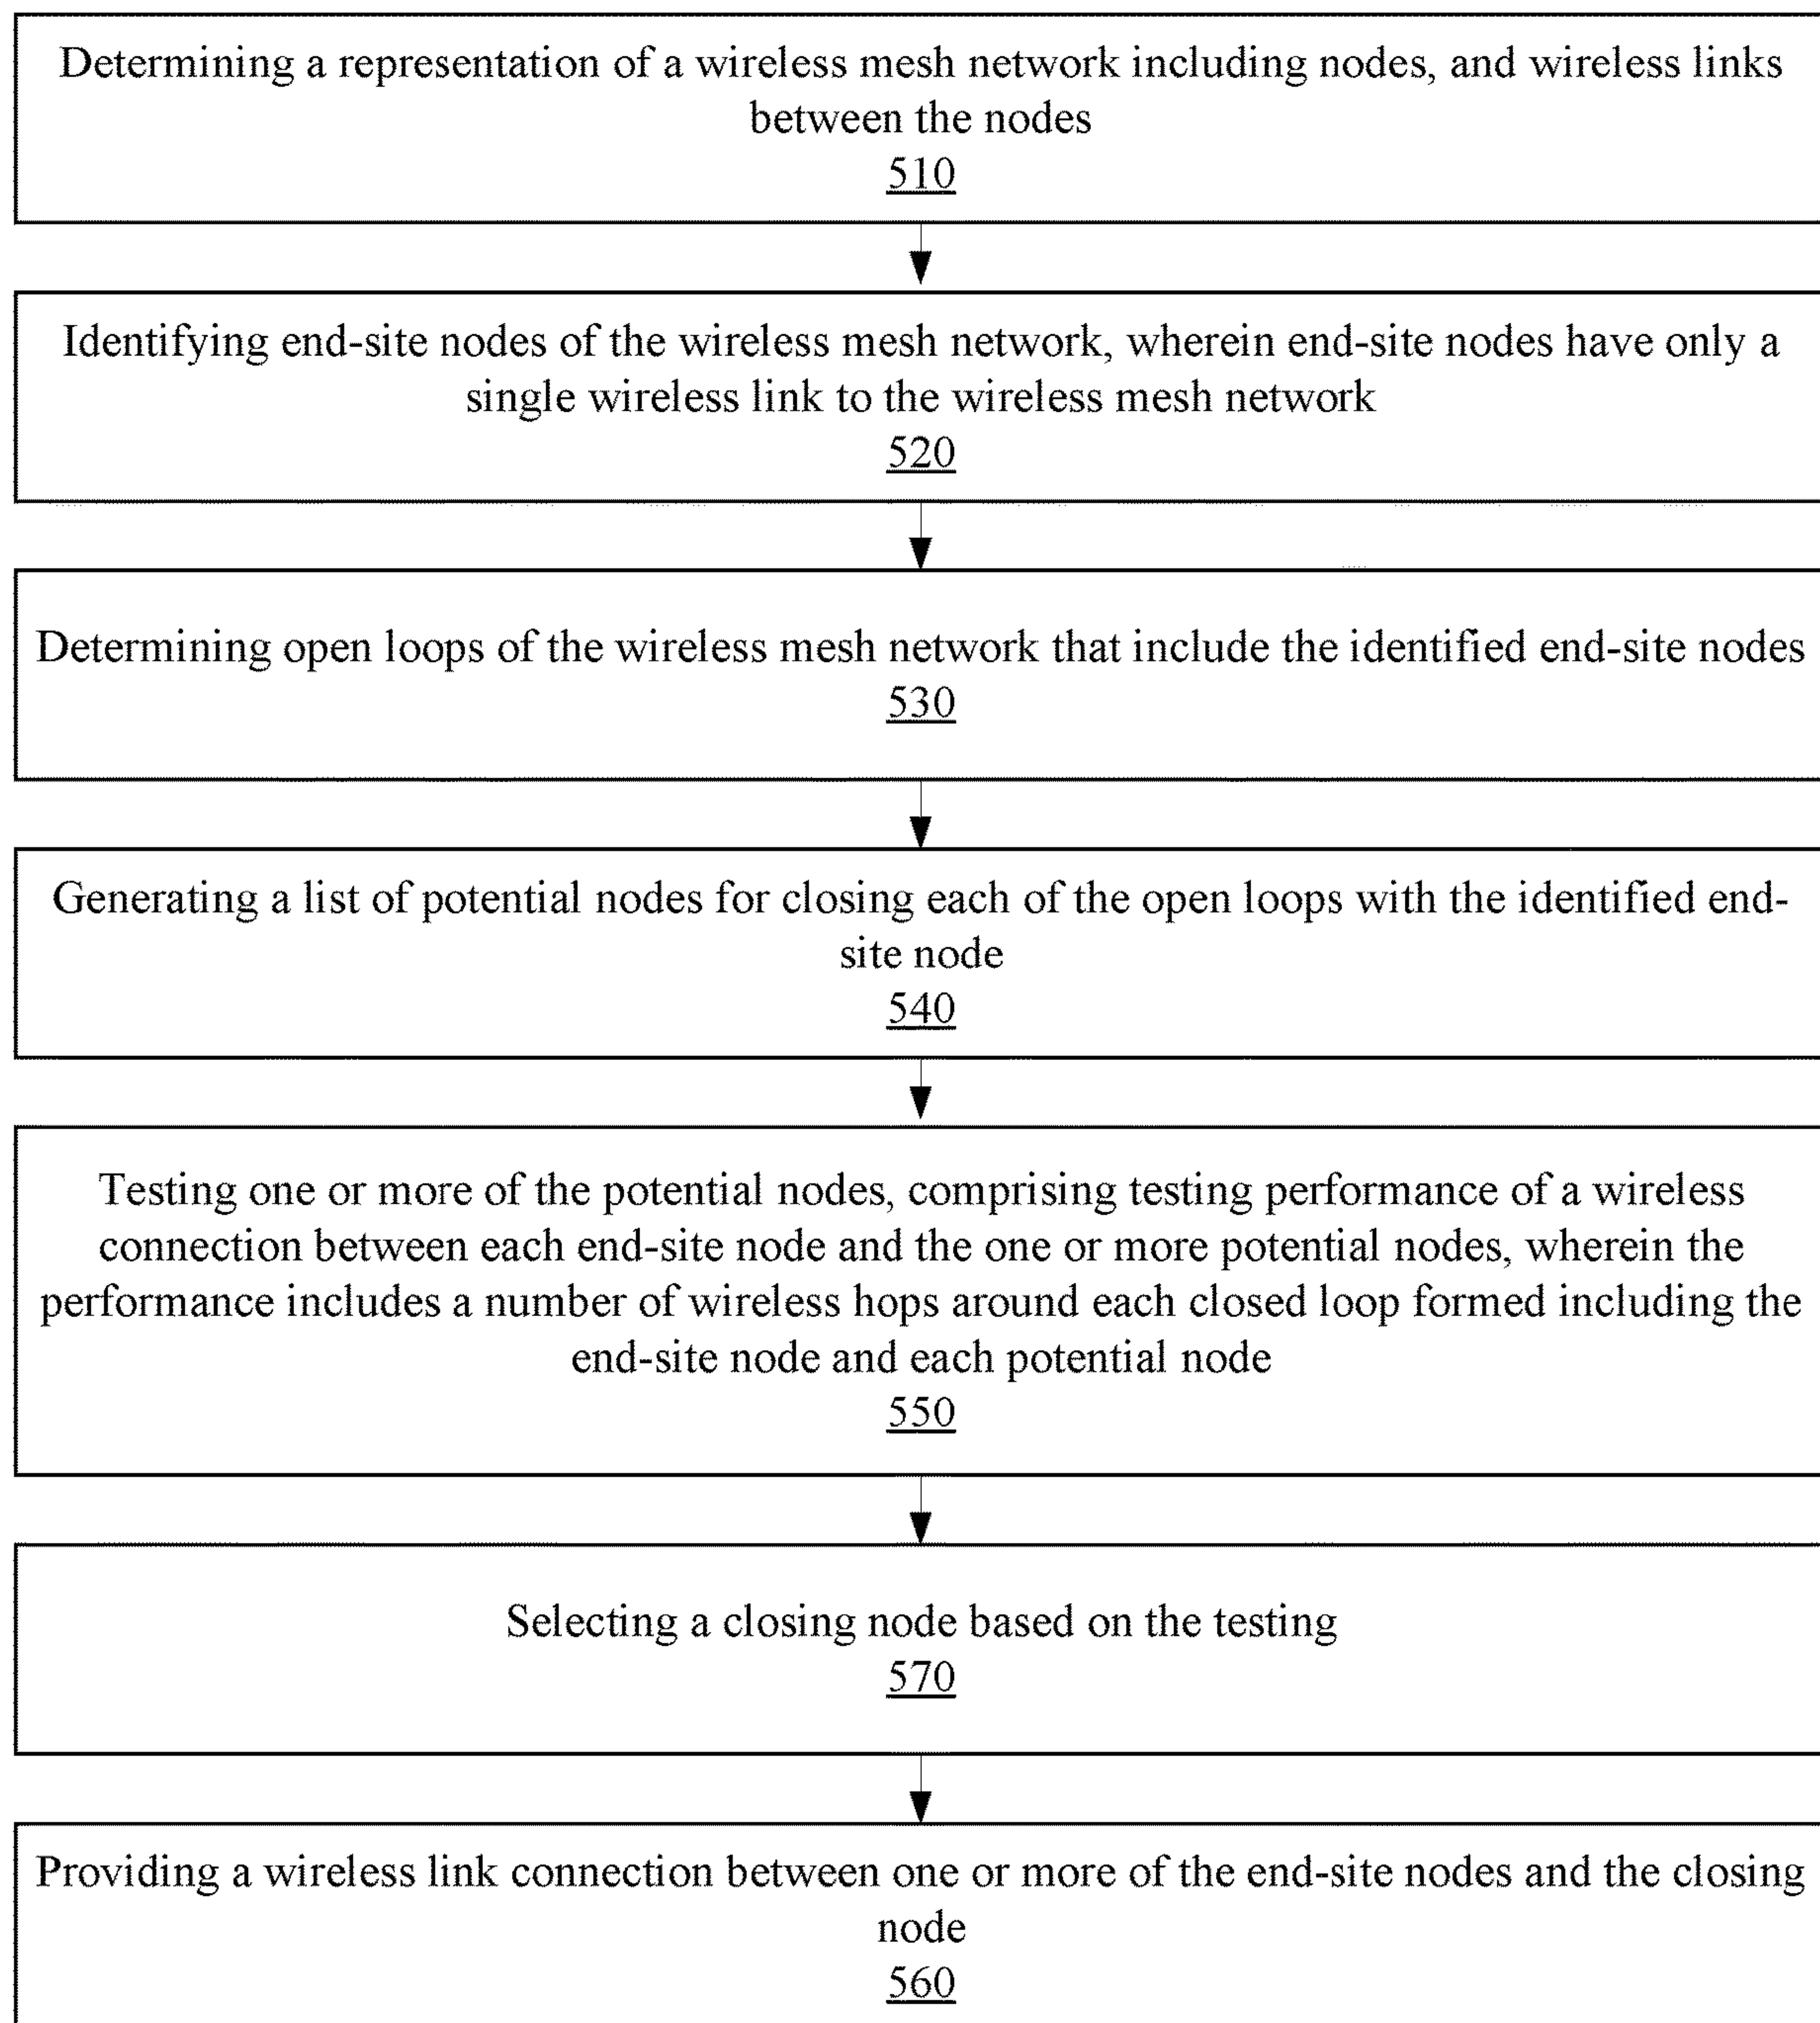 Determining a representation of a wireless mesh network including nodes, and wireless links
between the nodes
510
Identifying end-site nodes of the wireless mesh network, wherein end-site nodes have only a
single wireless link to the wireless mesh network
520
Determining open loops of the wireless mesh network that include the identified end-site nodes
530
Generating a list of potential nodes for closing each of the open loops with the identified end-
site node
540
Testing one or more of the potential nodes, comprising testing performance of a wireless
connection between each end-site node and the one or more potential nodes, wherein the
performance includes a number of wireless hops around each closed loop formed including the
end-site node and each potential node
550
Selecting a closing node based on the testing
570
Providing a wireless link connection between one or more of the end-site nodes and the closing
node
560